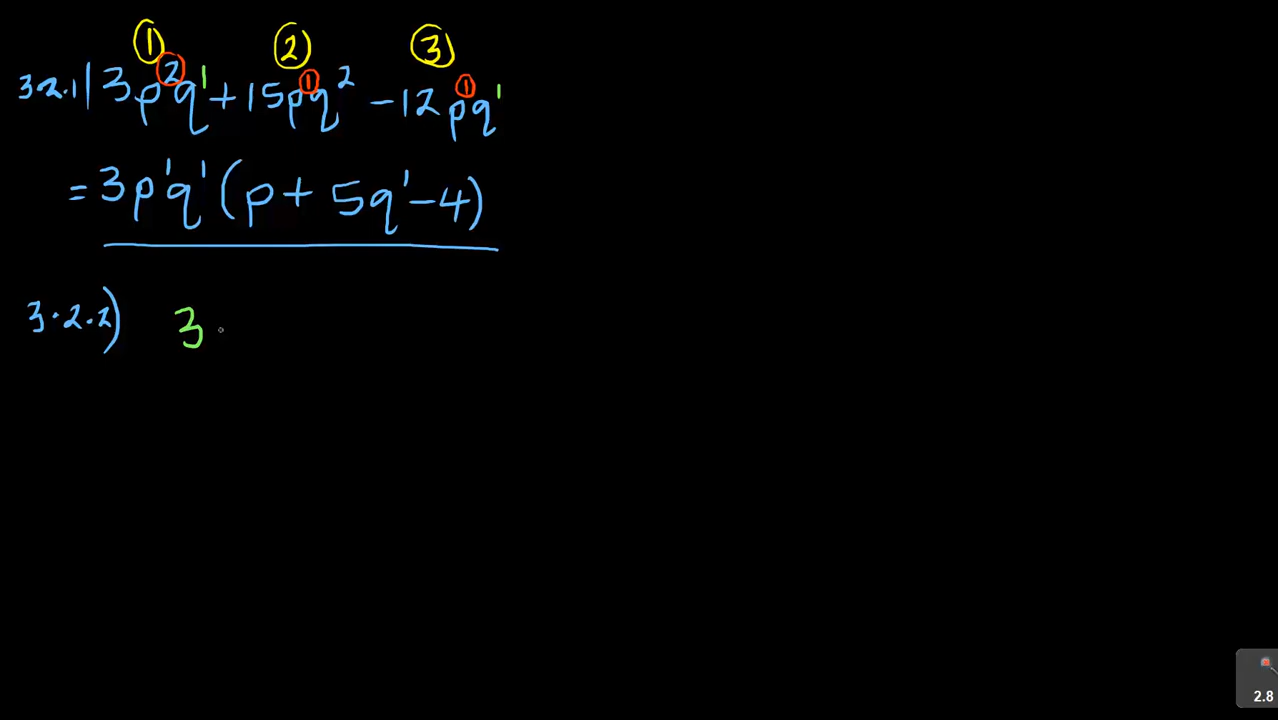 ① ② ③
3.2.1| 3p²q¹ + 15p¹q² - 12p¹q¹
= 3p¹q¹(p + 5q¹ - 4)
3.2.2) 3
2.8